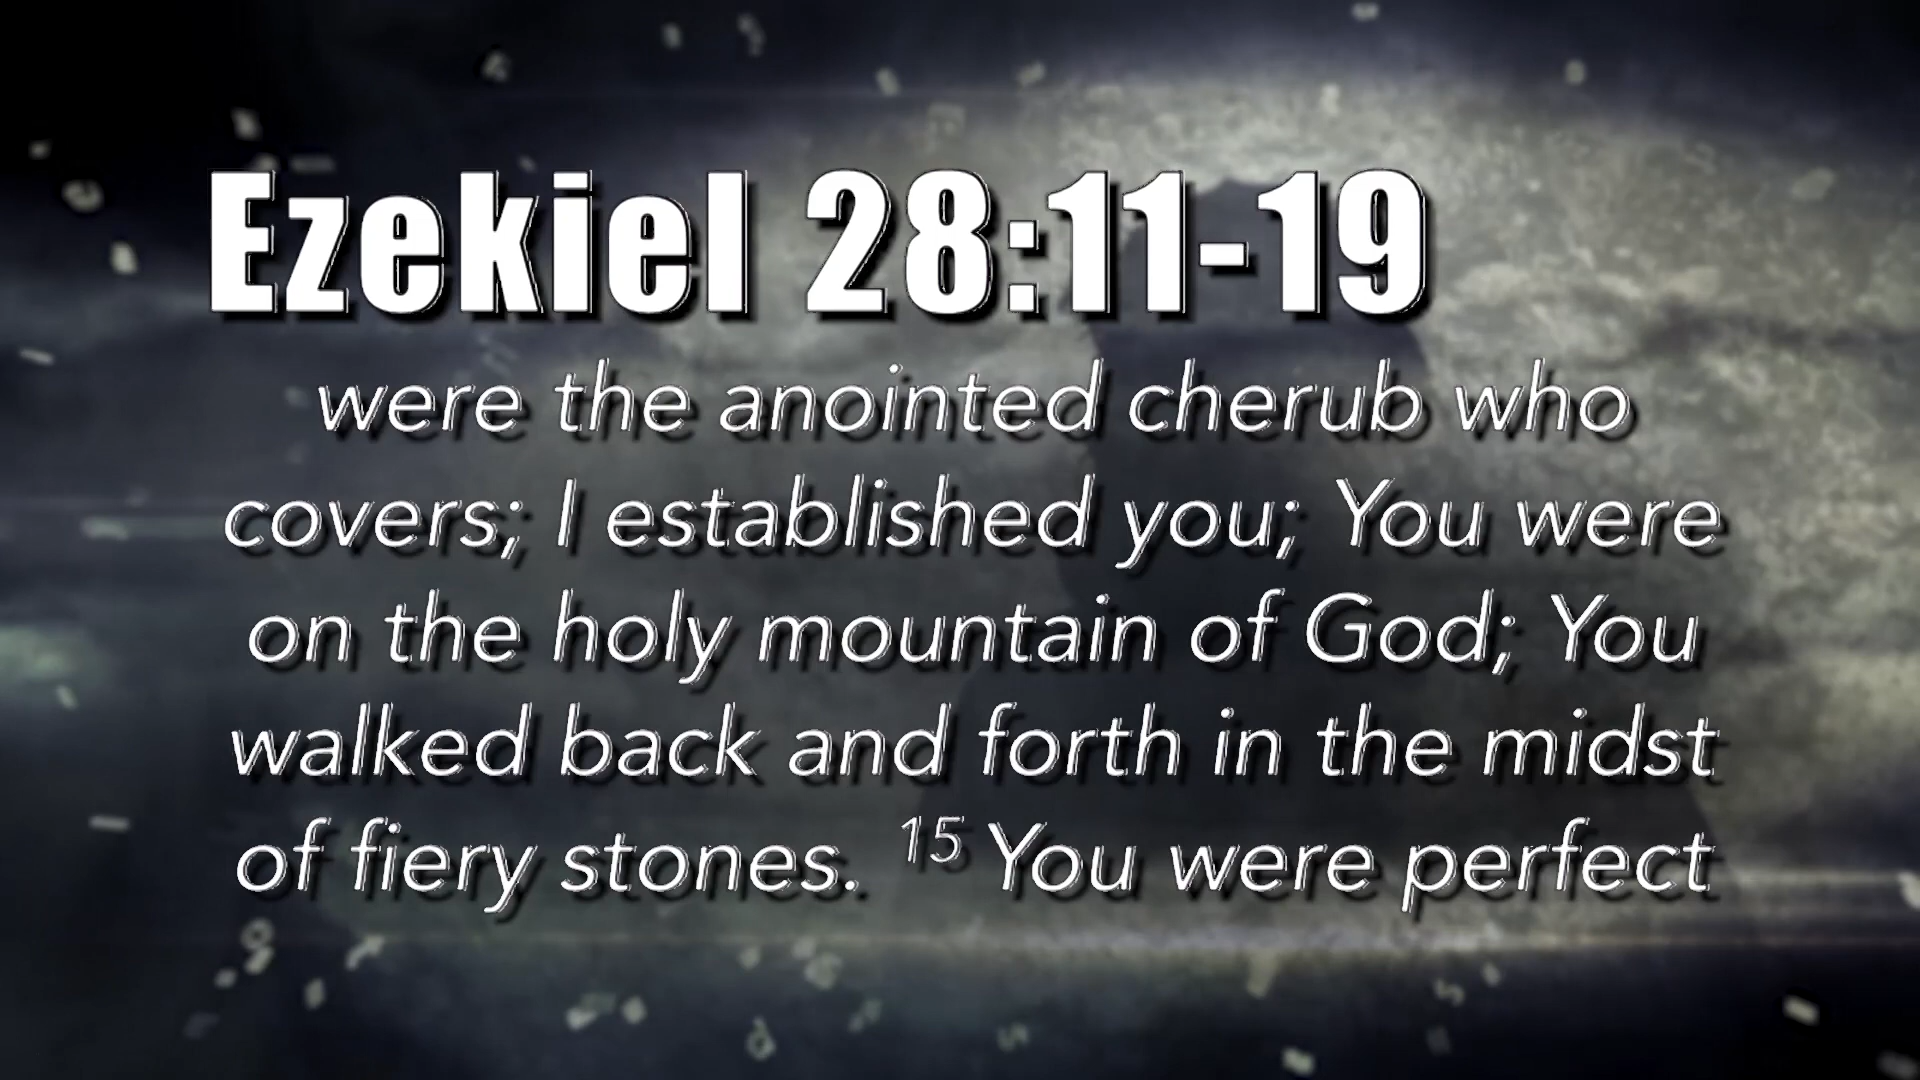 Ezekiel 28:11-19
were the anointed cherub who
covers; I established you; You were
on the holy mountain of God; You
walked back and forth in the midst
of fiery stones. 15 You were perfect